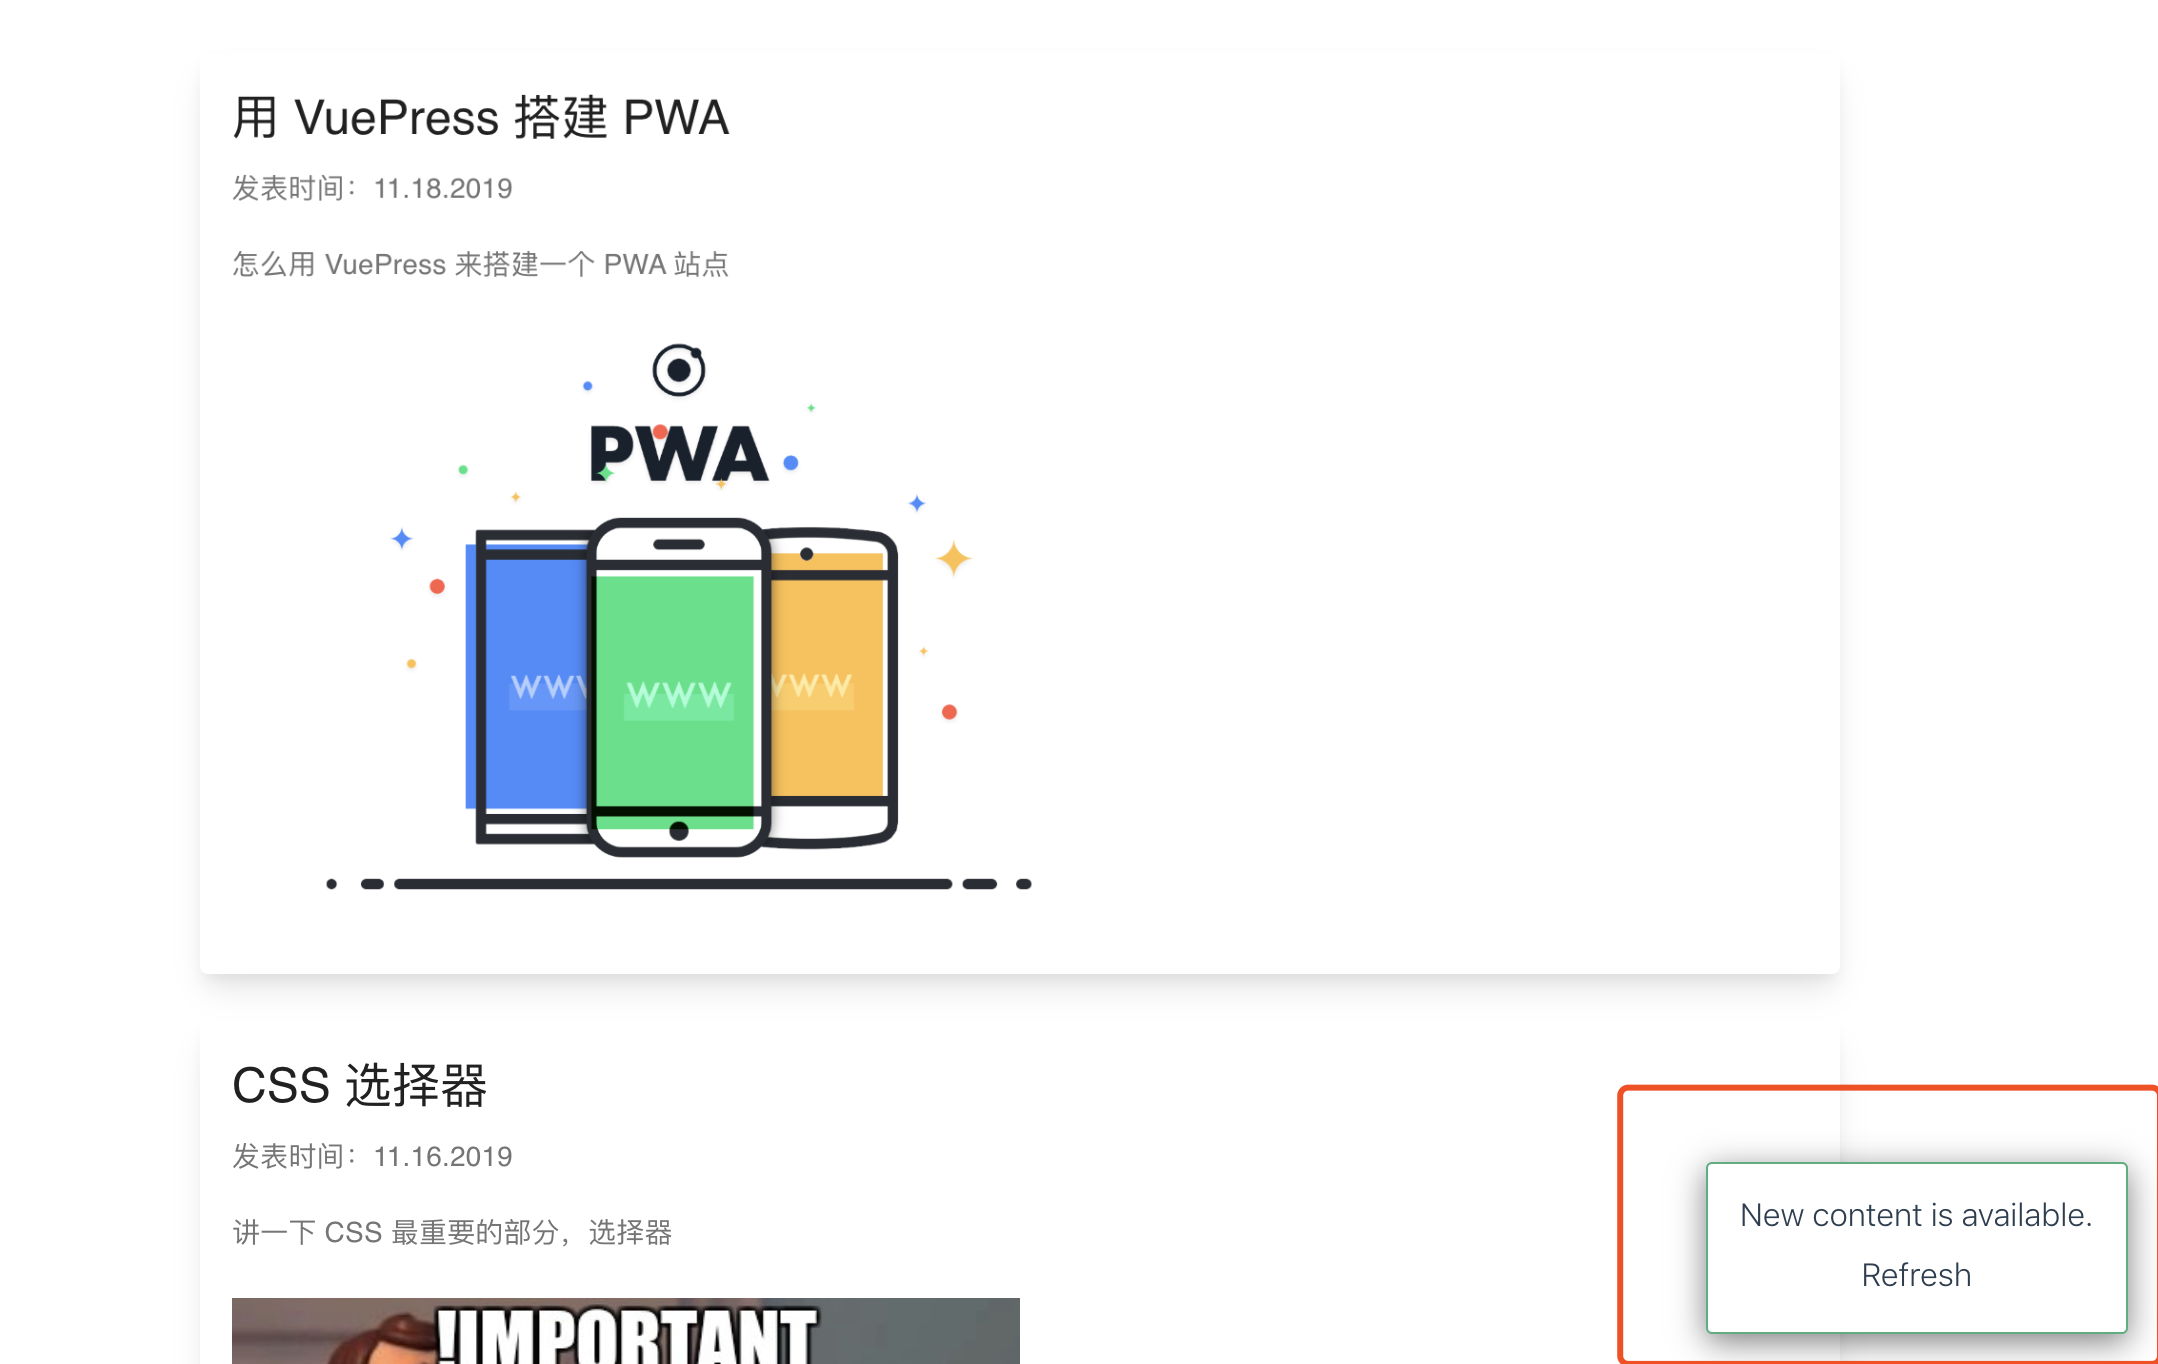 用 VuePress 搭建 PWA
发表时间：11.18.2019
怎么用 VuePress 来搭建一个 PWA 站点
PWA
WWW
WWW
WWW
CSS 选择器
发表时间：11.16.2019
讲一下 CSS 最重要的部分，选择器
!IMPORTANT
New content is available.
Refresh